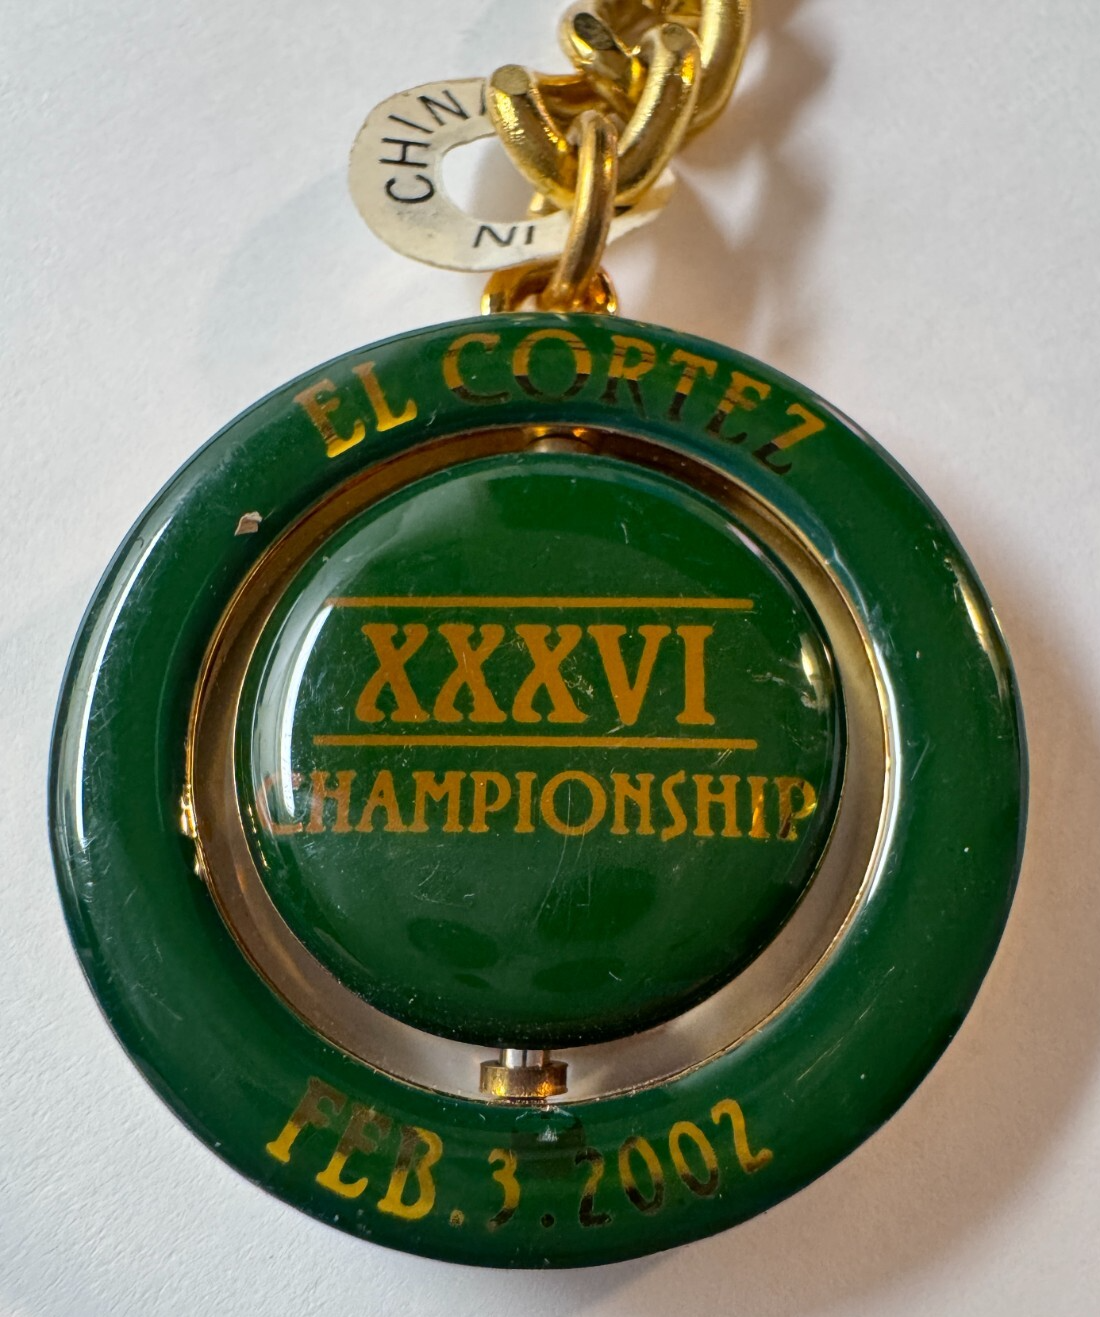 CHINA
IN
EL CORTEZ
XXXVI
CHAMPIONSHIP
FEB.3.2002